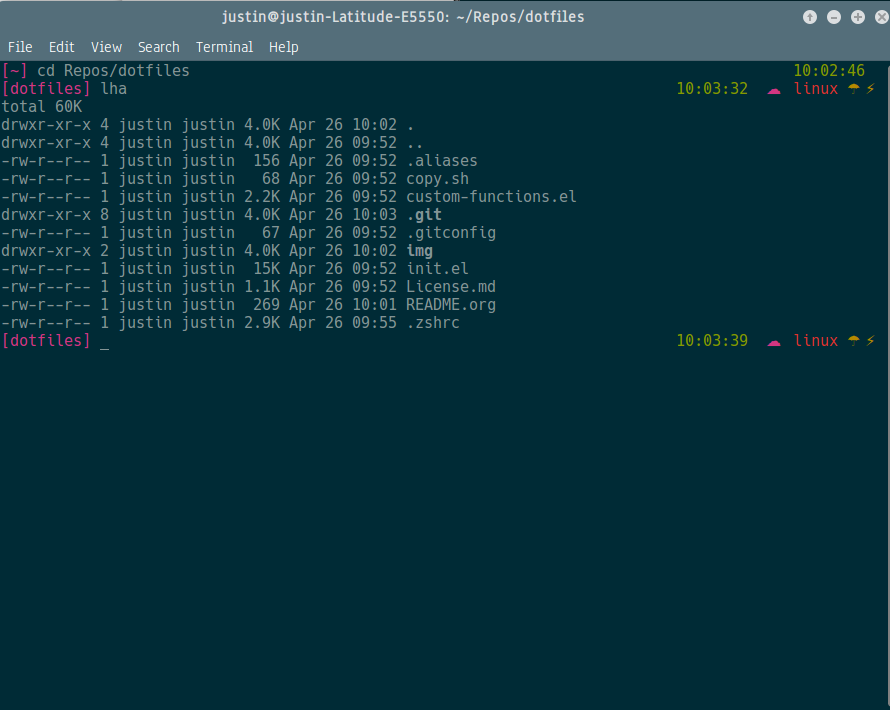 justin@justin-Latitude-E5550: ~/Repos/dotfiles
File Edit View Search Terminal Help
[~] cd Repos/dotfiles 10:02:46
[dotfiles] lha 10:03:32 ☁ linux ☂ ⚡
total 60K
drwxr-xr-x 4 justin justin 4.0K Apr 26 10:02 .
drwxr-xr-x 4 justin justin 4.0K Apr 26 09:52 ..
-rw-r--r-- 1 justin justin  156 Apr 26 09:52 .aliases
-rw-r--r-- 1 justin justin   68 Apr 26 09:52 copy.sh
-rw-r--r-- 1 justin justin 2.2K Apr 26 09:52 custom-functions.el
drwxr-xr-x 8 justin justin 4.0K Apr 26 10:03 .git
-rw-r--r-- 1 justin justin   67 Apr 26 09:52 .gitconfig
drwxr-xr-x 2 justin justin 4.0K Apr 26 10:02 img
-rw-r--r-- 1 justin justin  15K Apr 26 09:52 init.el
-rw-r--r-- 1 justin justin 1.1K Apr 26 09:52 License.md
-rw-r--r-- 1 justin justin  269 Apr 26 10:01 README.org
-rw-r--r-- 1 justin justin 2.9K Apr 26 09:55 .zshrc
[dotfiles] _ 10:03:39 ☁ linux ☂ ⚡